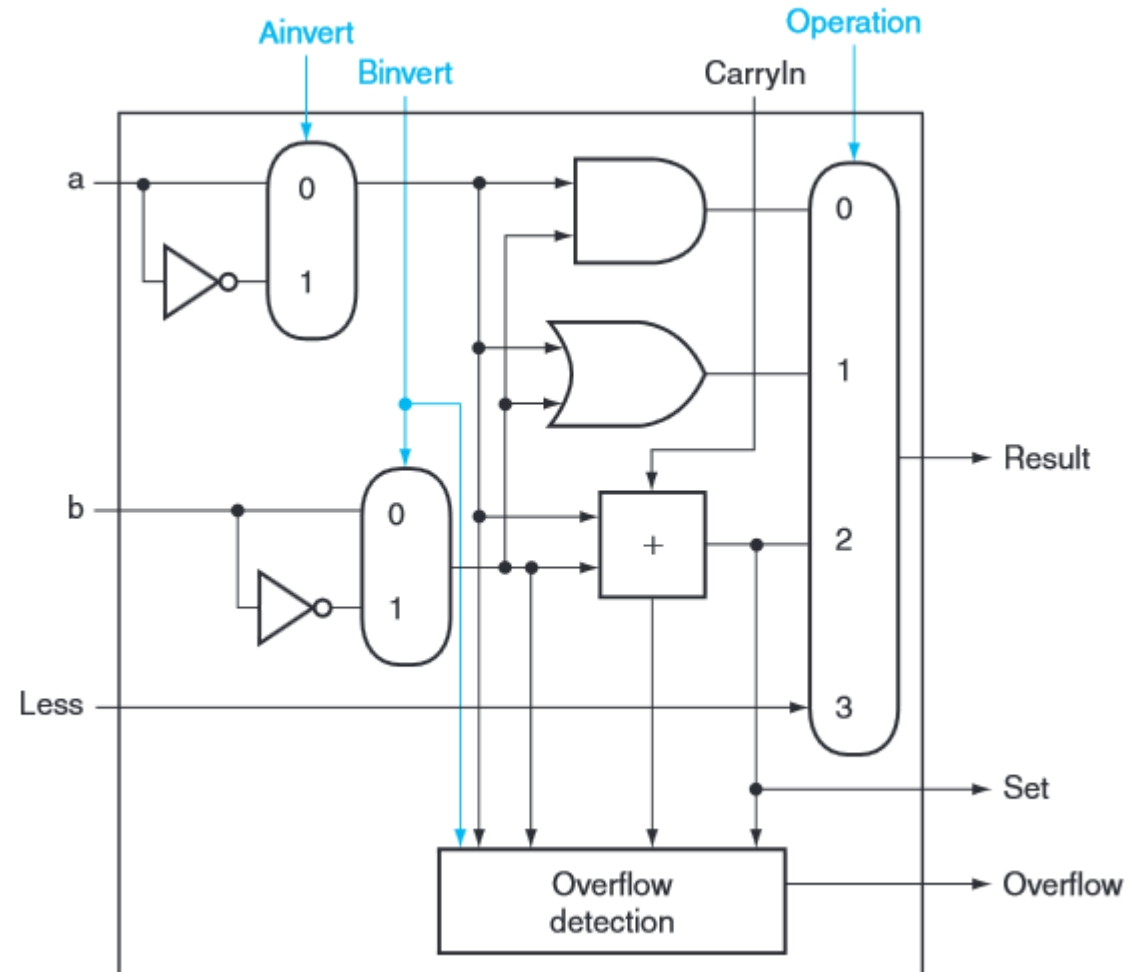 Operation
Ainvert
Binvert
CarryIn
a
0
1
0
1
Result
b
0
1
+
2
Less
3
Set
Overflow
detection
Overflow